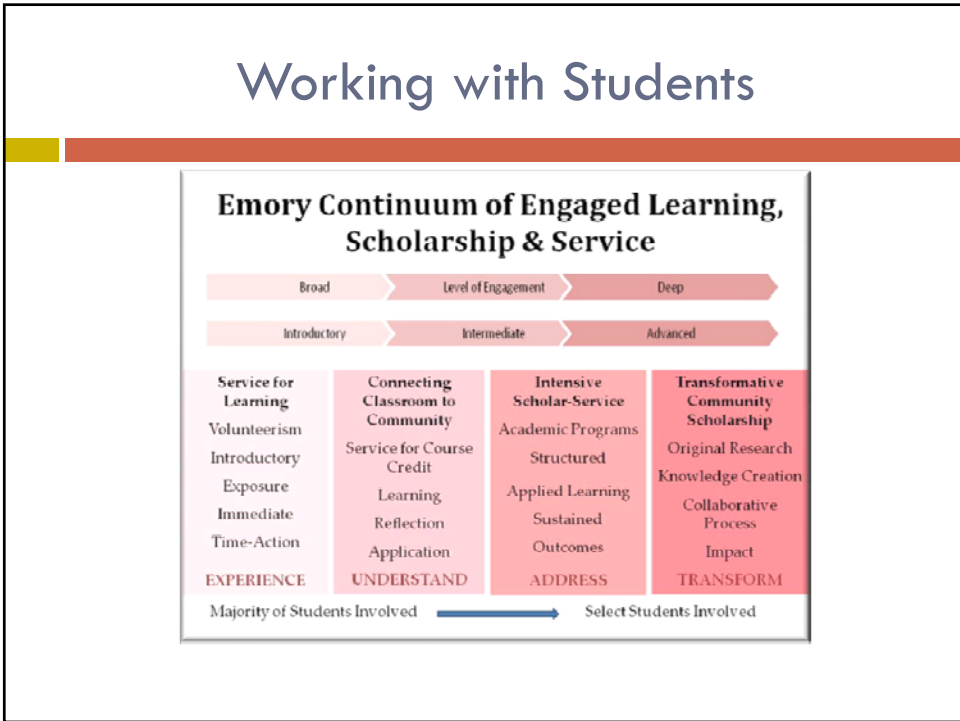 Working with Students
Emory Continuum of Engaged Learning,
Scholarship & Service
Broad Level of Engagement Deep
Introductory Intermediate Advanced
Service for
Learning
Volunteerism
Introductory
Exposure
Immediate
Time-Action
EXPERIENCE
Connecting
Classroom to
Community
Service for Course
Credit
Learning
Reflection
Application
UNDERSTAND
Intensive
Scholar-Service
Academic Programs
Structured
Applied Learning
Sustained
Outcomes
ADDRESS
Transformative
Community
Scholarship
Original Research
Knowledge Creation
Collaborative
Process
Impact
TRANSFORM
Majority of Students Involved Select Students Involved